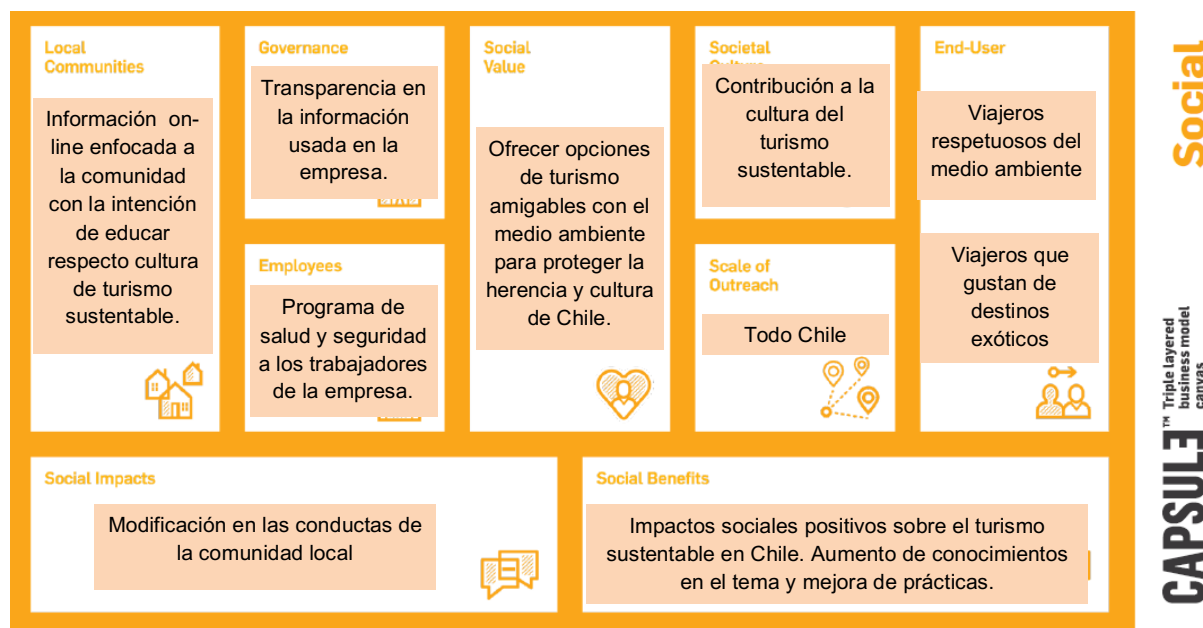 Local
Communities
Información on-
line enfocada a
la comunidad
con la intención
de educar
respecto cultura
de turismo
sustentable.
Governance
Transparencia en
la información
usada en la
empresa.
Employees
Programa de
salud y seguridad
a los trabajadores
de la empresa.
Social
Value
Ofrecer opciones
de turismo
amigables con el
medio ambiente
para proteger la
herencia y cultura
de Chile.
Societal
Contribución a la
cultura del
turismo
sustentable.
Scale of
Outreach
Todo Chile
End-User
Viajeros
respetuosos del
medio ambiente
Viajeros que
gustan de
destinos
exóticos
Social Impacts
Modificación en las conductas de
la comunidad local
Social Benefits
Impactos sociales positivos sobre el turismo
sustentable en Chile. Aumento de conocimientos
en el tema y mejora de prácticas.
Social
Triple layered
business model
canvas
CAPSULE™